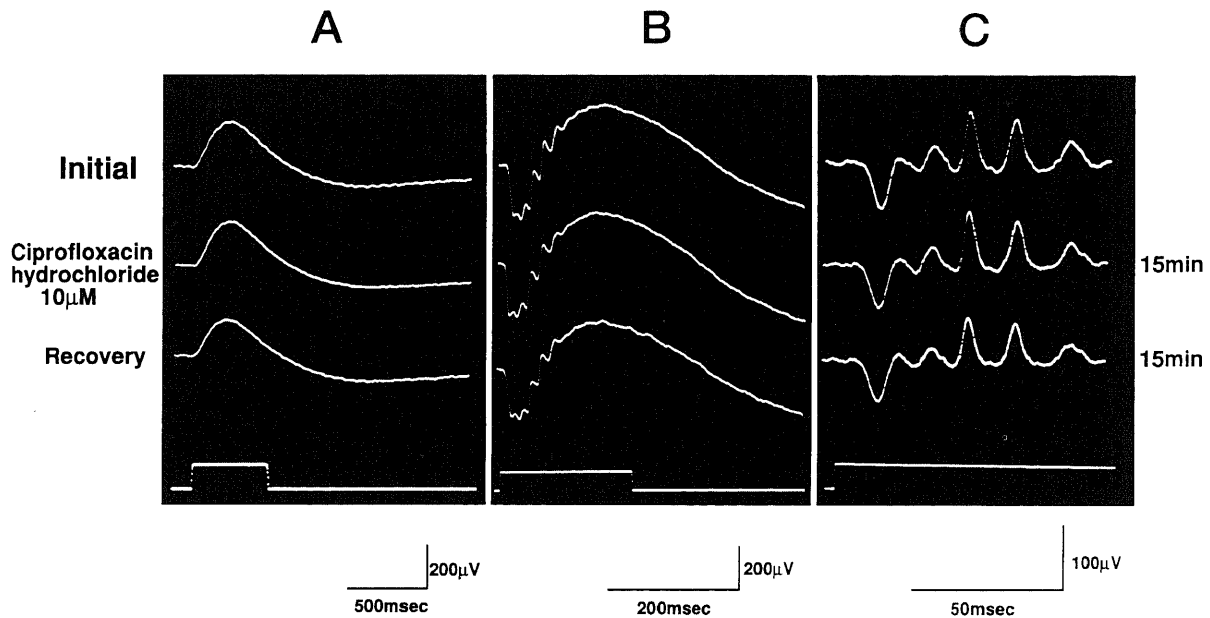 A
B
C
Initial
Ciprofloxacin
hydrochloride
10μM
15min
Recovery
15min
200μV
500msec
200μV
200msec
100μV
50msec